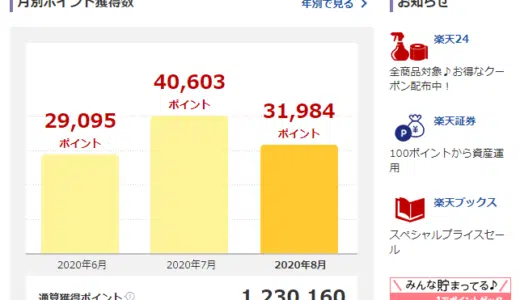 月別ポイント獲得数
年別で見る
29,095
ポイント
40,603
ポイント
31,984
ポイント
2020年6月
2020年7月
2020年8月
通算獲得ポイント
1,230,160
お知らせ
楽天24
全商品対象♪お得なクー
ポン配布中！
楽天証券
P
100ポイントから資産運
用
楽天ブックス
スペシャルプライスセー
ル
みんな貯まってる♪